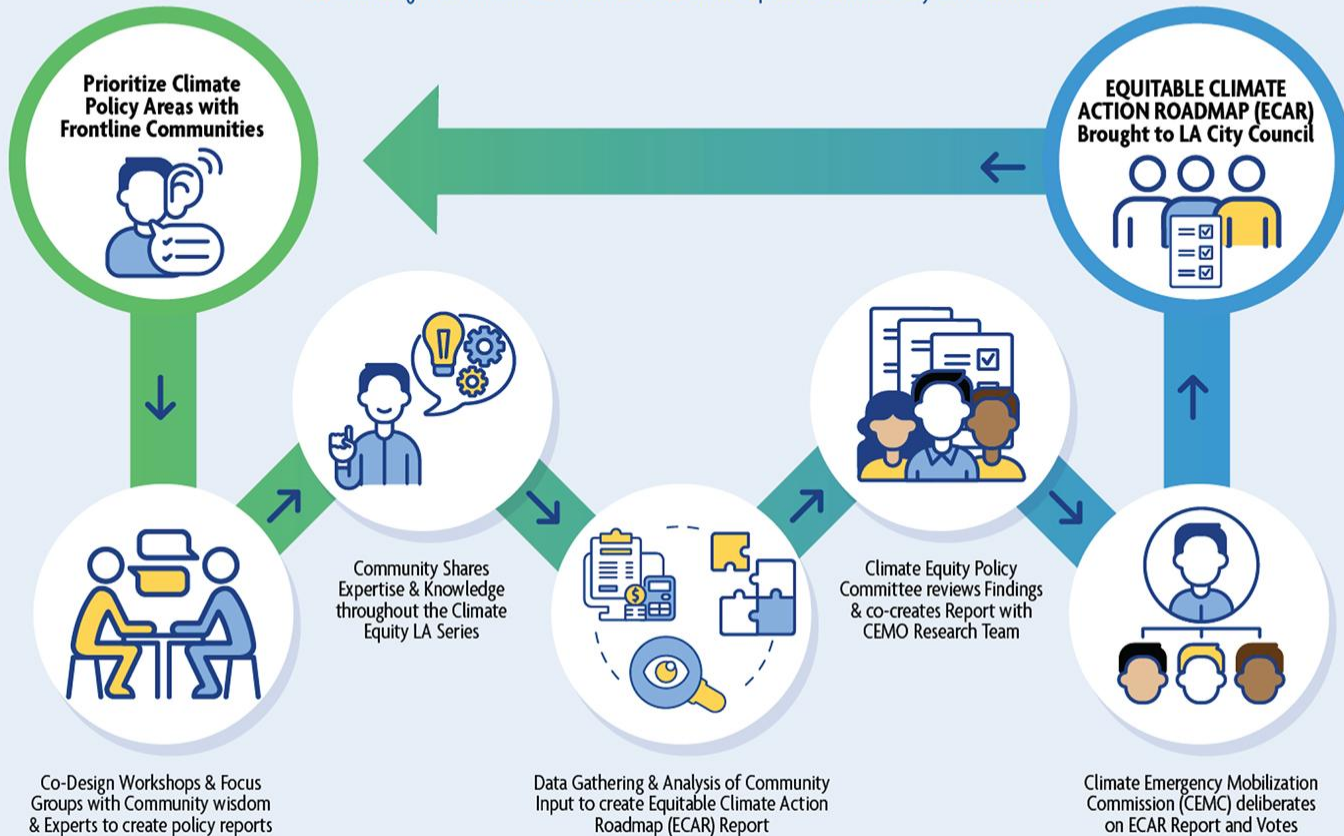 Prioritize Climate
Policy Areas with
Frontline Communities
EQUITABLE CLIMATE
ACTION ROADMAP (ECAR)
Brought to LA City Council
Community Shares
Expertise & Knowledge
throughout the Climate
Equity LA Series
Climate Equity Policy
Committee reviews Findings
& co-creates Report with
CEMO Research Team
Co-Design Workshops & Focus
Groups with Community wisdom
& Experts to create policy reports
Data Gathering & Analysis of Community
Input to create Equitable Climate Action
Roadmap (ECAR) Report
Climate Emergency Mobilization
Commission (CEMC) deliberates
on ECAR Report and Votes